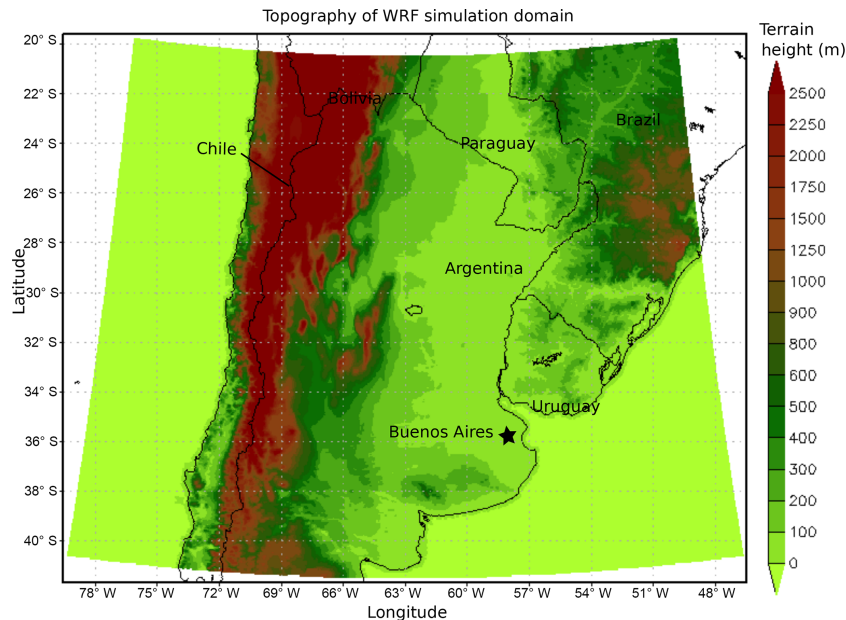 Topography of WRF simulation domain
Terrain
height (m)
20° S
22° S
24° S
26° S
28° S
30° S
32° S
34° S
36° S
38° S
40° S
Latitude
Bolivia
Brazil
Chile
Paraguay
Argentina
Uruguay
Buenos Aires
2500
2250
2000
1750
1500
1250
1000
800
600
500
400
300
200
100
0
78° W
75° W
72° W
69° W
66° W
63° W
60° W
57° W
54° W
51° W
48° W
Longitude